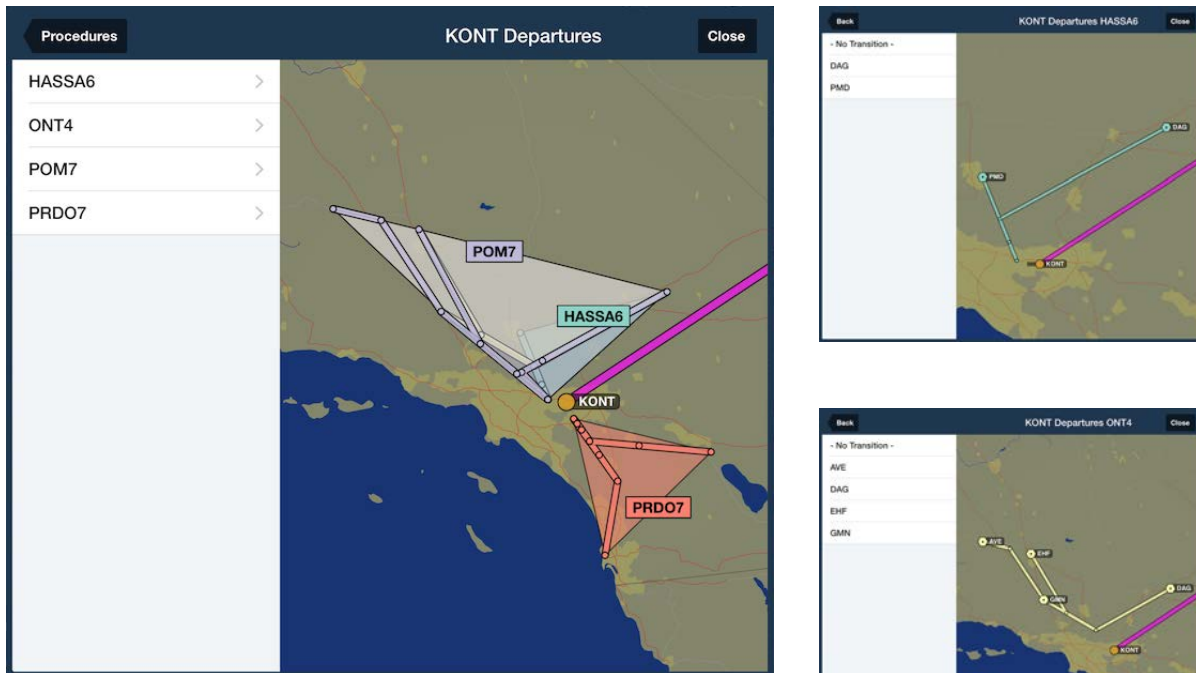 Procedures
KONT Departures
Close
HASSA6
ONT4
POM7
PRDO7
POM7
HASSA6
KONT
PRDO7
Back
KONT Departures HASSA6
Close
- No Transition -
DAG
PMD
DAG
PMD
KONT
Back
KONT Departures ONT4
Close
- No Transition -
AVE
DAG
EHF
GMN
AVE
EHF
DAG
GMN
KONT